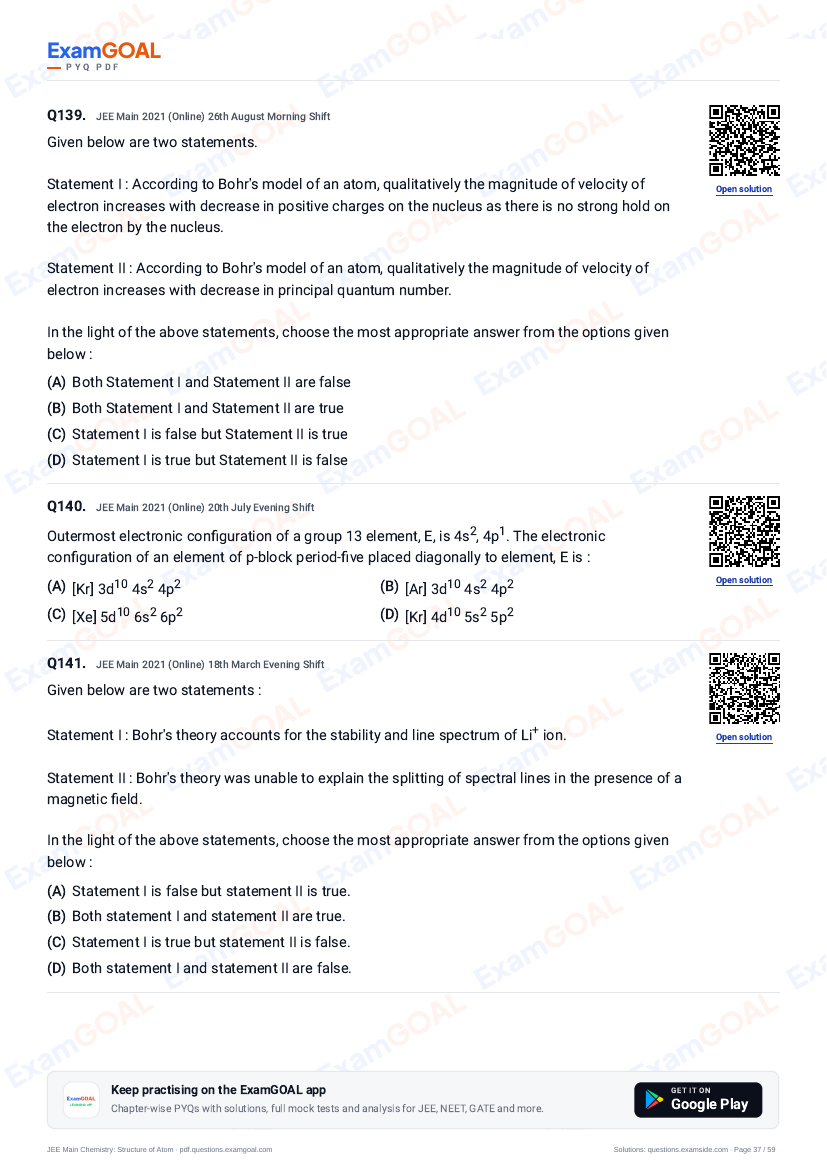 ExamGOAL
PYQ PDF
Q139. JEE Main 2021 (Online) 26th August Morning Shift
Given below are two statements.
Statement I : According to Bohr's model of an atom, qualitatively the magnitude of velocity of
electron increases with decrease in positive charges on the nucleus as there is no strong hold on
the electron by the nucleus.
Statement II : According to Bohr's model of an atom, qualitatively the magnitude of velocity of
electron increases with decrease in principal quantum number.
In the light of the above statements, choose the most appropriate answer from the options given
below :
(A) Both Statement I and Statement II are false
(B) Both Statement I and Statement II are true
(C) Statement I is false but Statement II is true
(D) Statement I is true but Statement II is false
Open solution
Q140. JEE Main 2021 (Online) 20th July Evening Shift
Outermost electronic configuration of a group 13 element, E, is 4s², 4p¹. The electronic
configuration of an element of p-block period-five placed diagonally to element, E is :
(A) [Kr] 3d¹⁰ 4s² 4p² (B) [Ar] 3d¹⁰ 4s² 4p²
(C) [Xe] 5d¹⁰ 6s² 6p² (D) [Kr] 4d¹⁰ 5s² 5p²
Open solution
Q141. JEE Main 2021 (Online) 18th March Evening Shift
Given below are two statements :
Statement I : Bohr's theory accounts for the stability and line spectrum of Li⁺ ion.
Statement II : Bohr's theory was unable to explain the splitting of spectral lines in the presence of a
magnetic field.
In the light of the above statements, choose the most appropriate answer from the options given
below :
(A) Statement I is false but statement II is true.
(B) Both statement I and statement II are true.
(C) Statement I is true but statement II is false.
(D) Both statement I and statement II are false.
Open solution
ExamGOAL
Keep practising on the ExamGOAL app
Chapter-wise PYQs with solutions, full mock tests and analysis for JEE, NEET, GATE and more.
GET IT ON
Google Play
JEE Main Chemistry: Structure of Atom · pdf.questions.examgoal.com
Solutions: questions.examside.com · Page 37 / 59